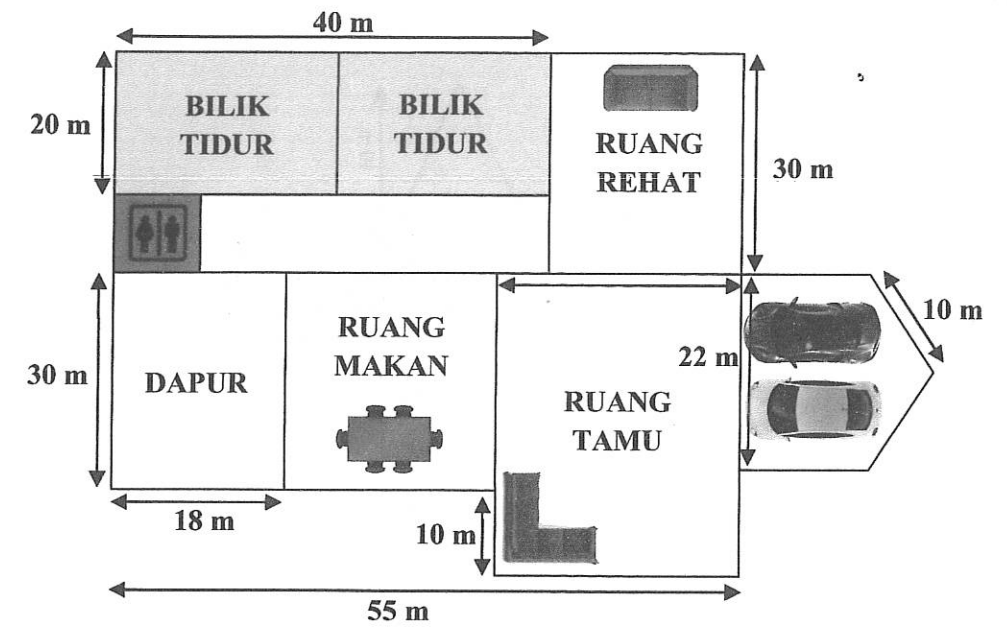 40 m
20 m
BILIK
TIDUR
BILIK
TIDUR
RUANG
REHAT
30 m
30 m
DAPUR
RUANG
MAKAN
22 m
10 m
RUANG
TAMU
18 m
10 m
55 m